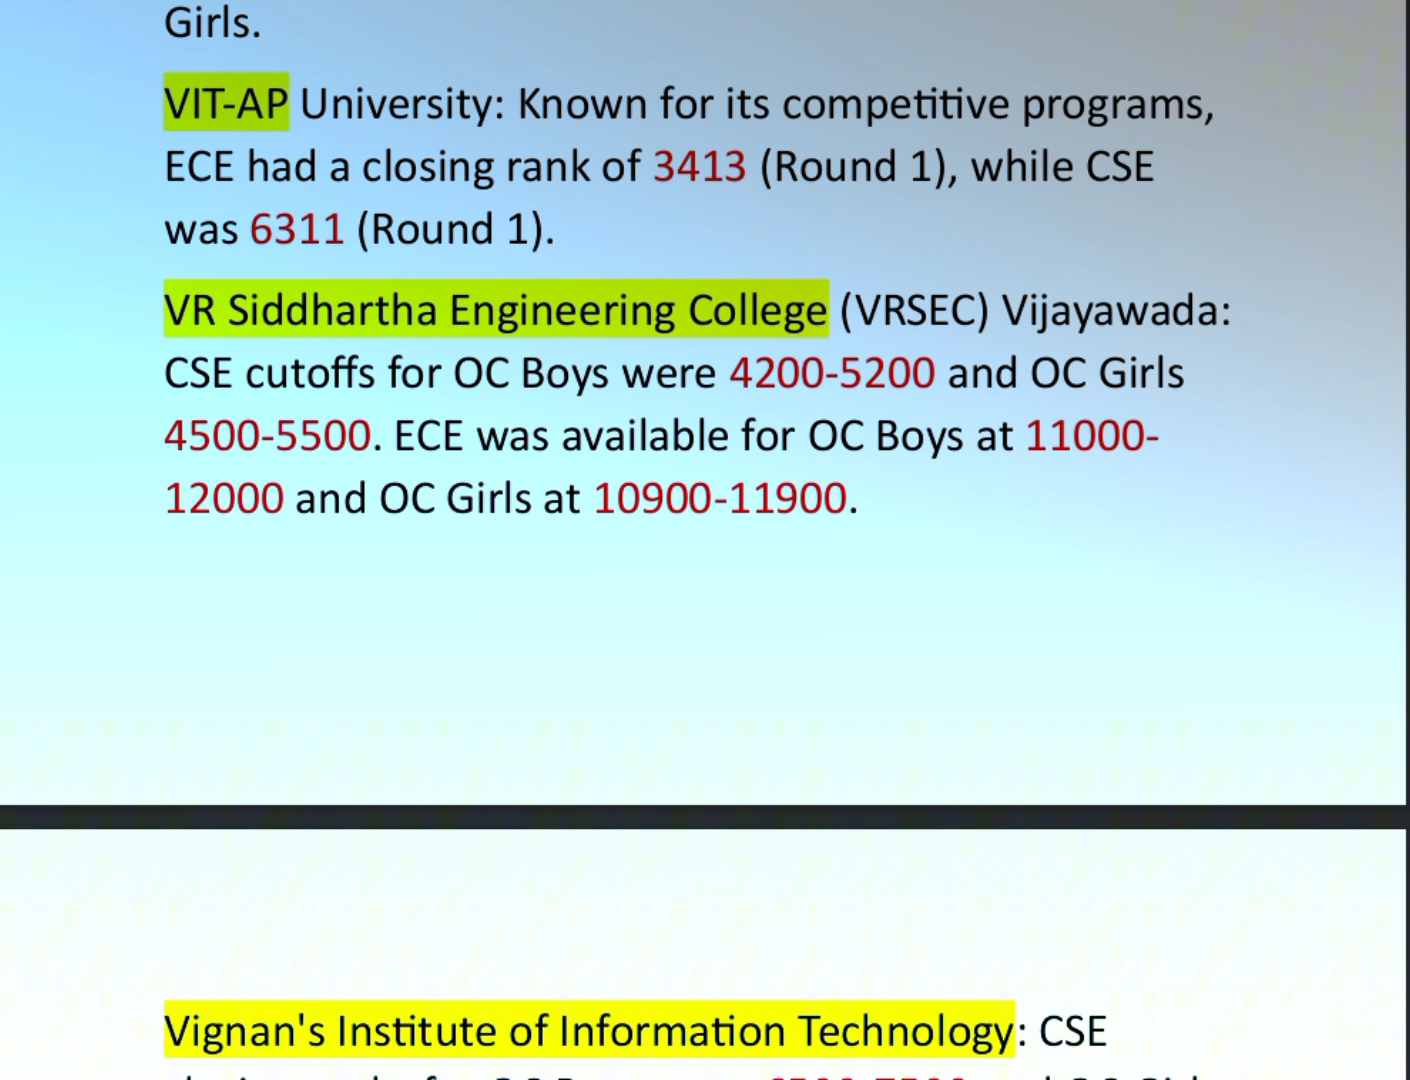 Girls.
VIT-AP University: Known for its competitive programs,
ECE had a closing rank of 3413 (Round 1), while CSE
was 6311 (Round 1).
VR Siddhartha Engineering College (VRSEC) Vijayawada:
CSE cutoffs for OC Boys were 4200-5200 and OC Girls
4500-5500. ECE was available for OC Boys at 11000-
12000 and OC Girls at 10900-11900.
Vignan's Institute of Information Technology: CSE